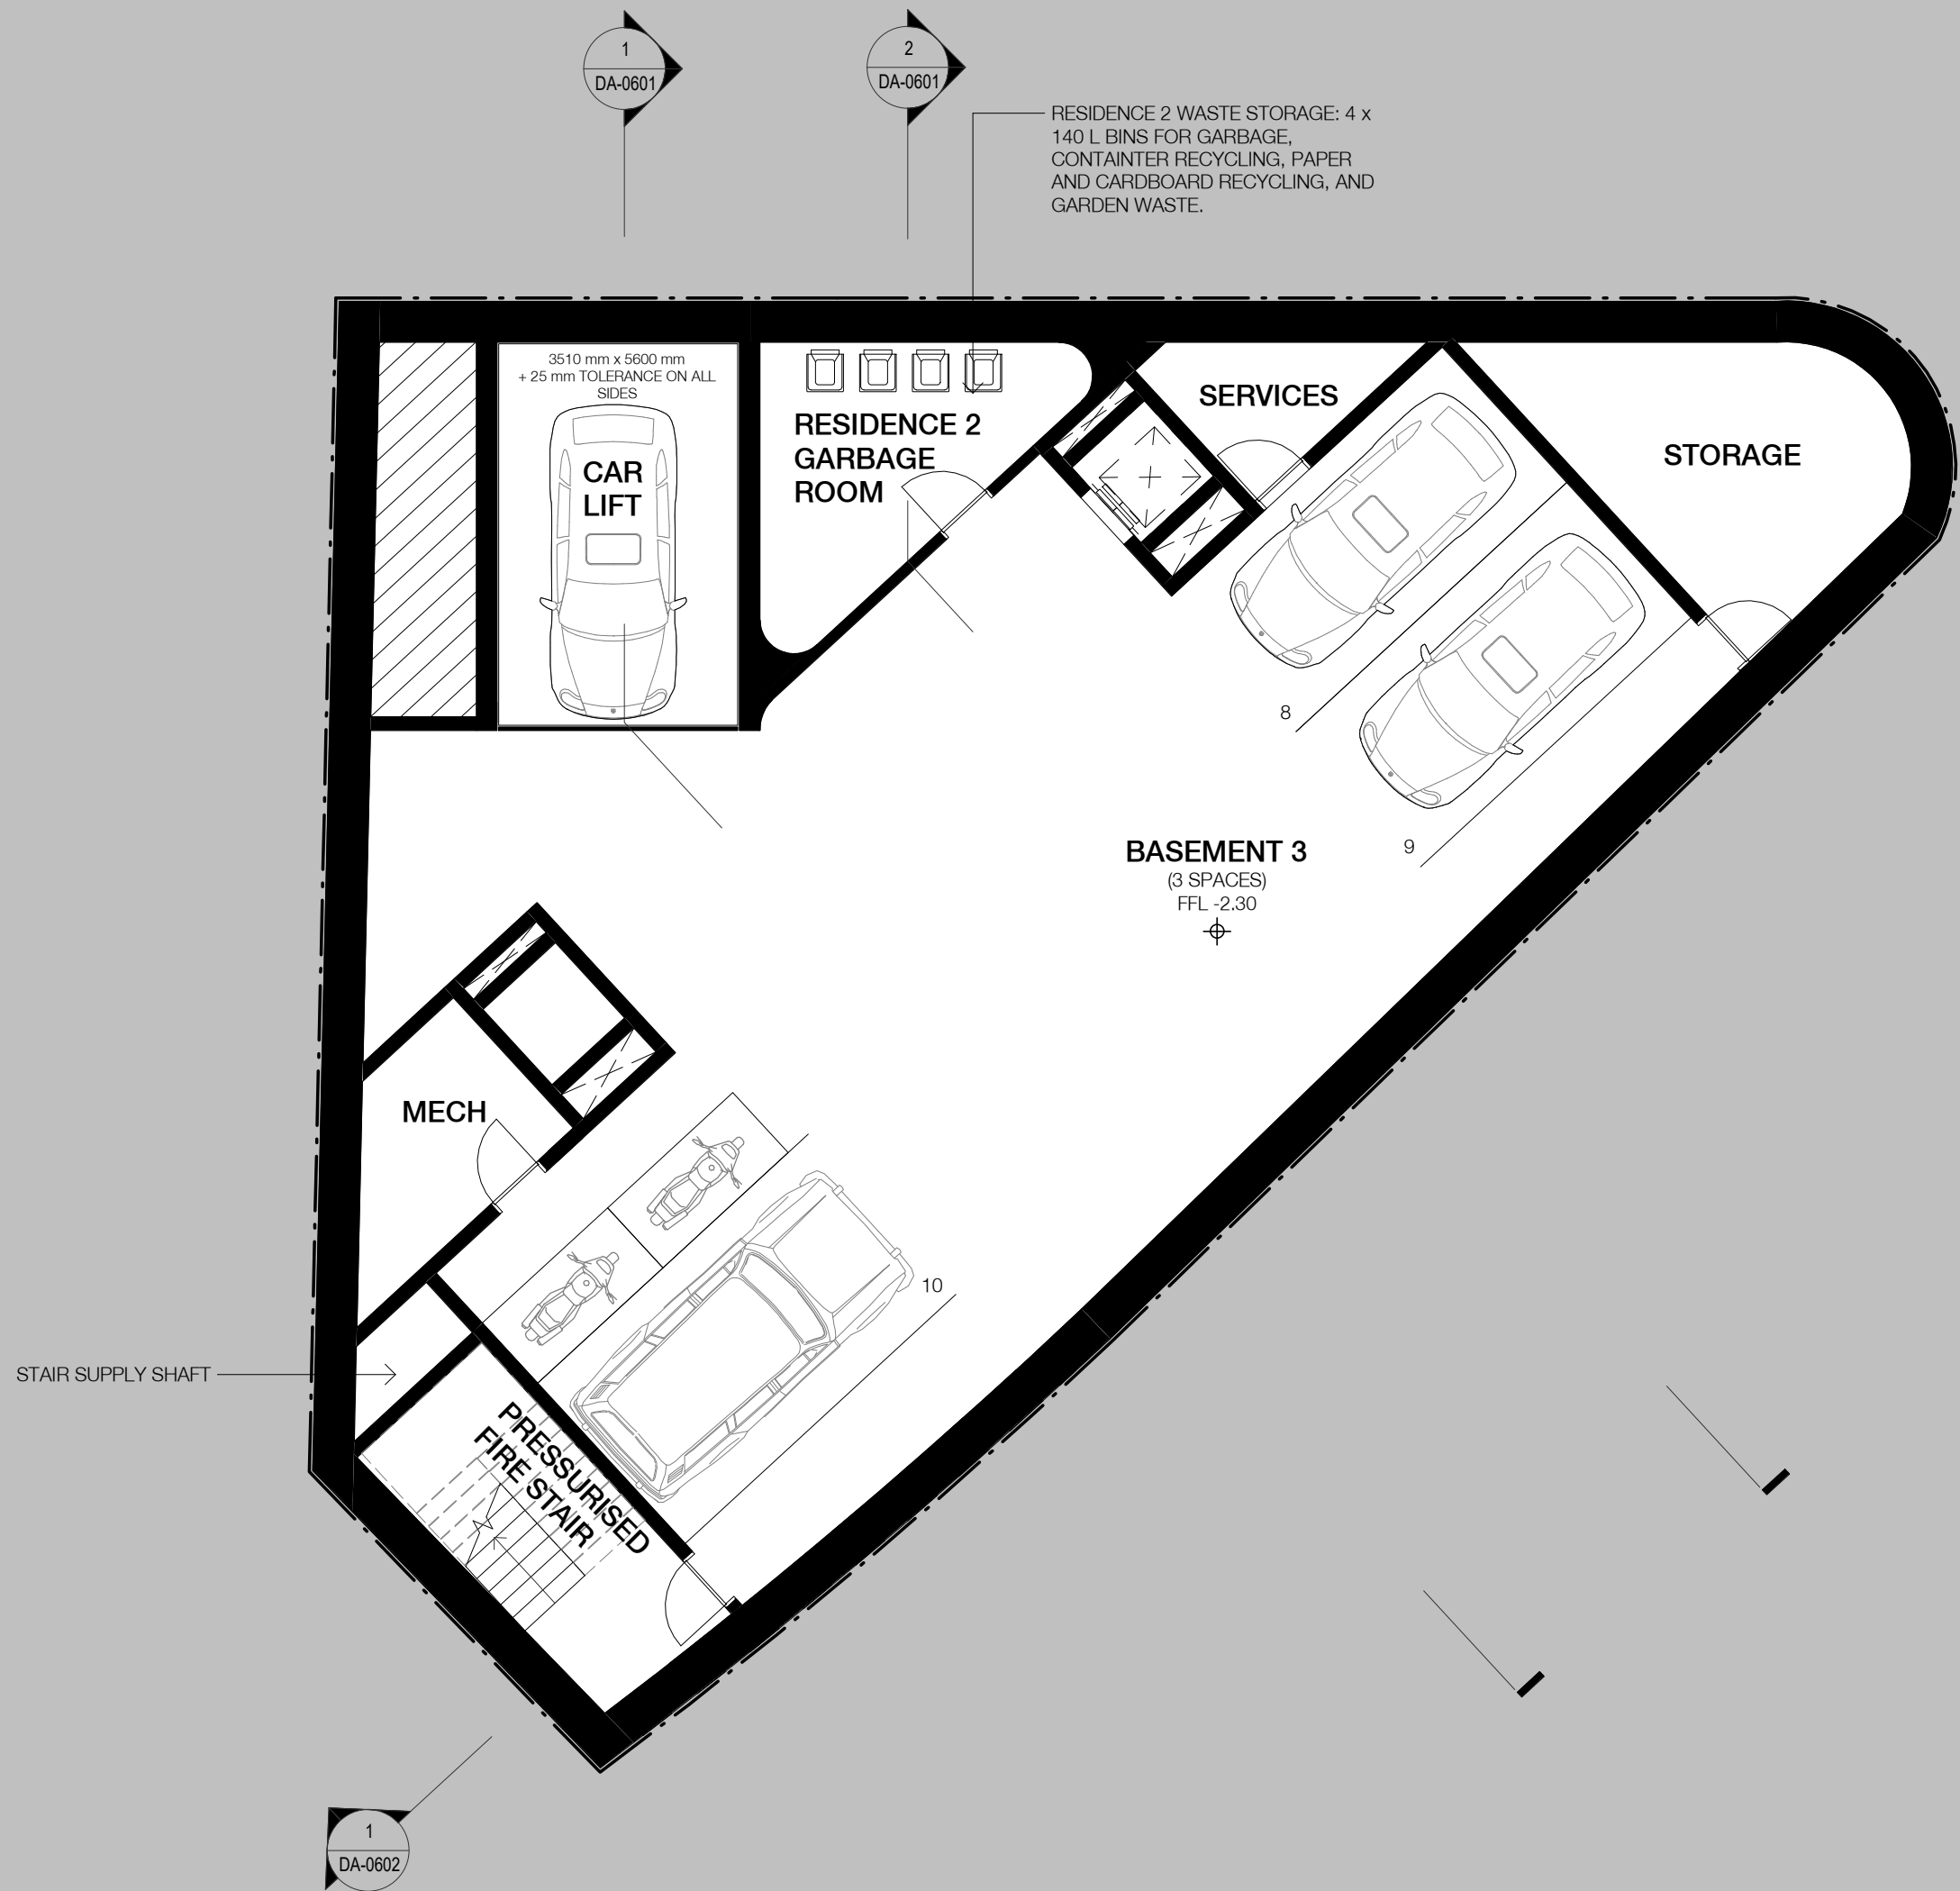 1
DA-0601
2
DA-0601
RESIDENCE 2 WASTE STORAGE: 4 x
140 L BINS FOR GARBAGE,
CONTAINTER RECYCLING, PAPER
AND CARDBOARD RECYCLING, AND
GARDEN WASTE.
3510 mm x 5600 mm
+ 25 mm TOLERANCE ON ALL
SIDES
CAR
LIFT
RESIDENCE 2
GARBAGE
ROOM
SERVICES
STORAGE
8
9
BASEMENT 3
(3 SPACES)
FFL -2.30
MECH
10
STAIR SUPPLY SHAFT
PRESSURISED
FIRE STAIR
1
DA-0602